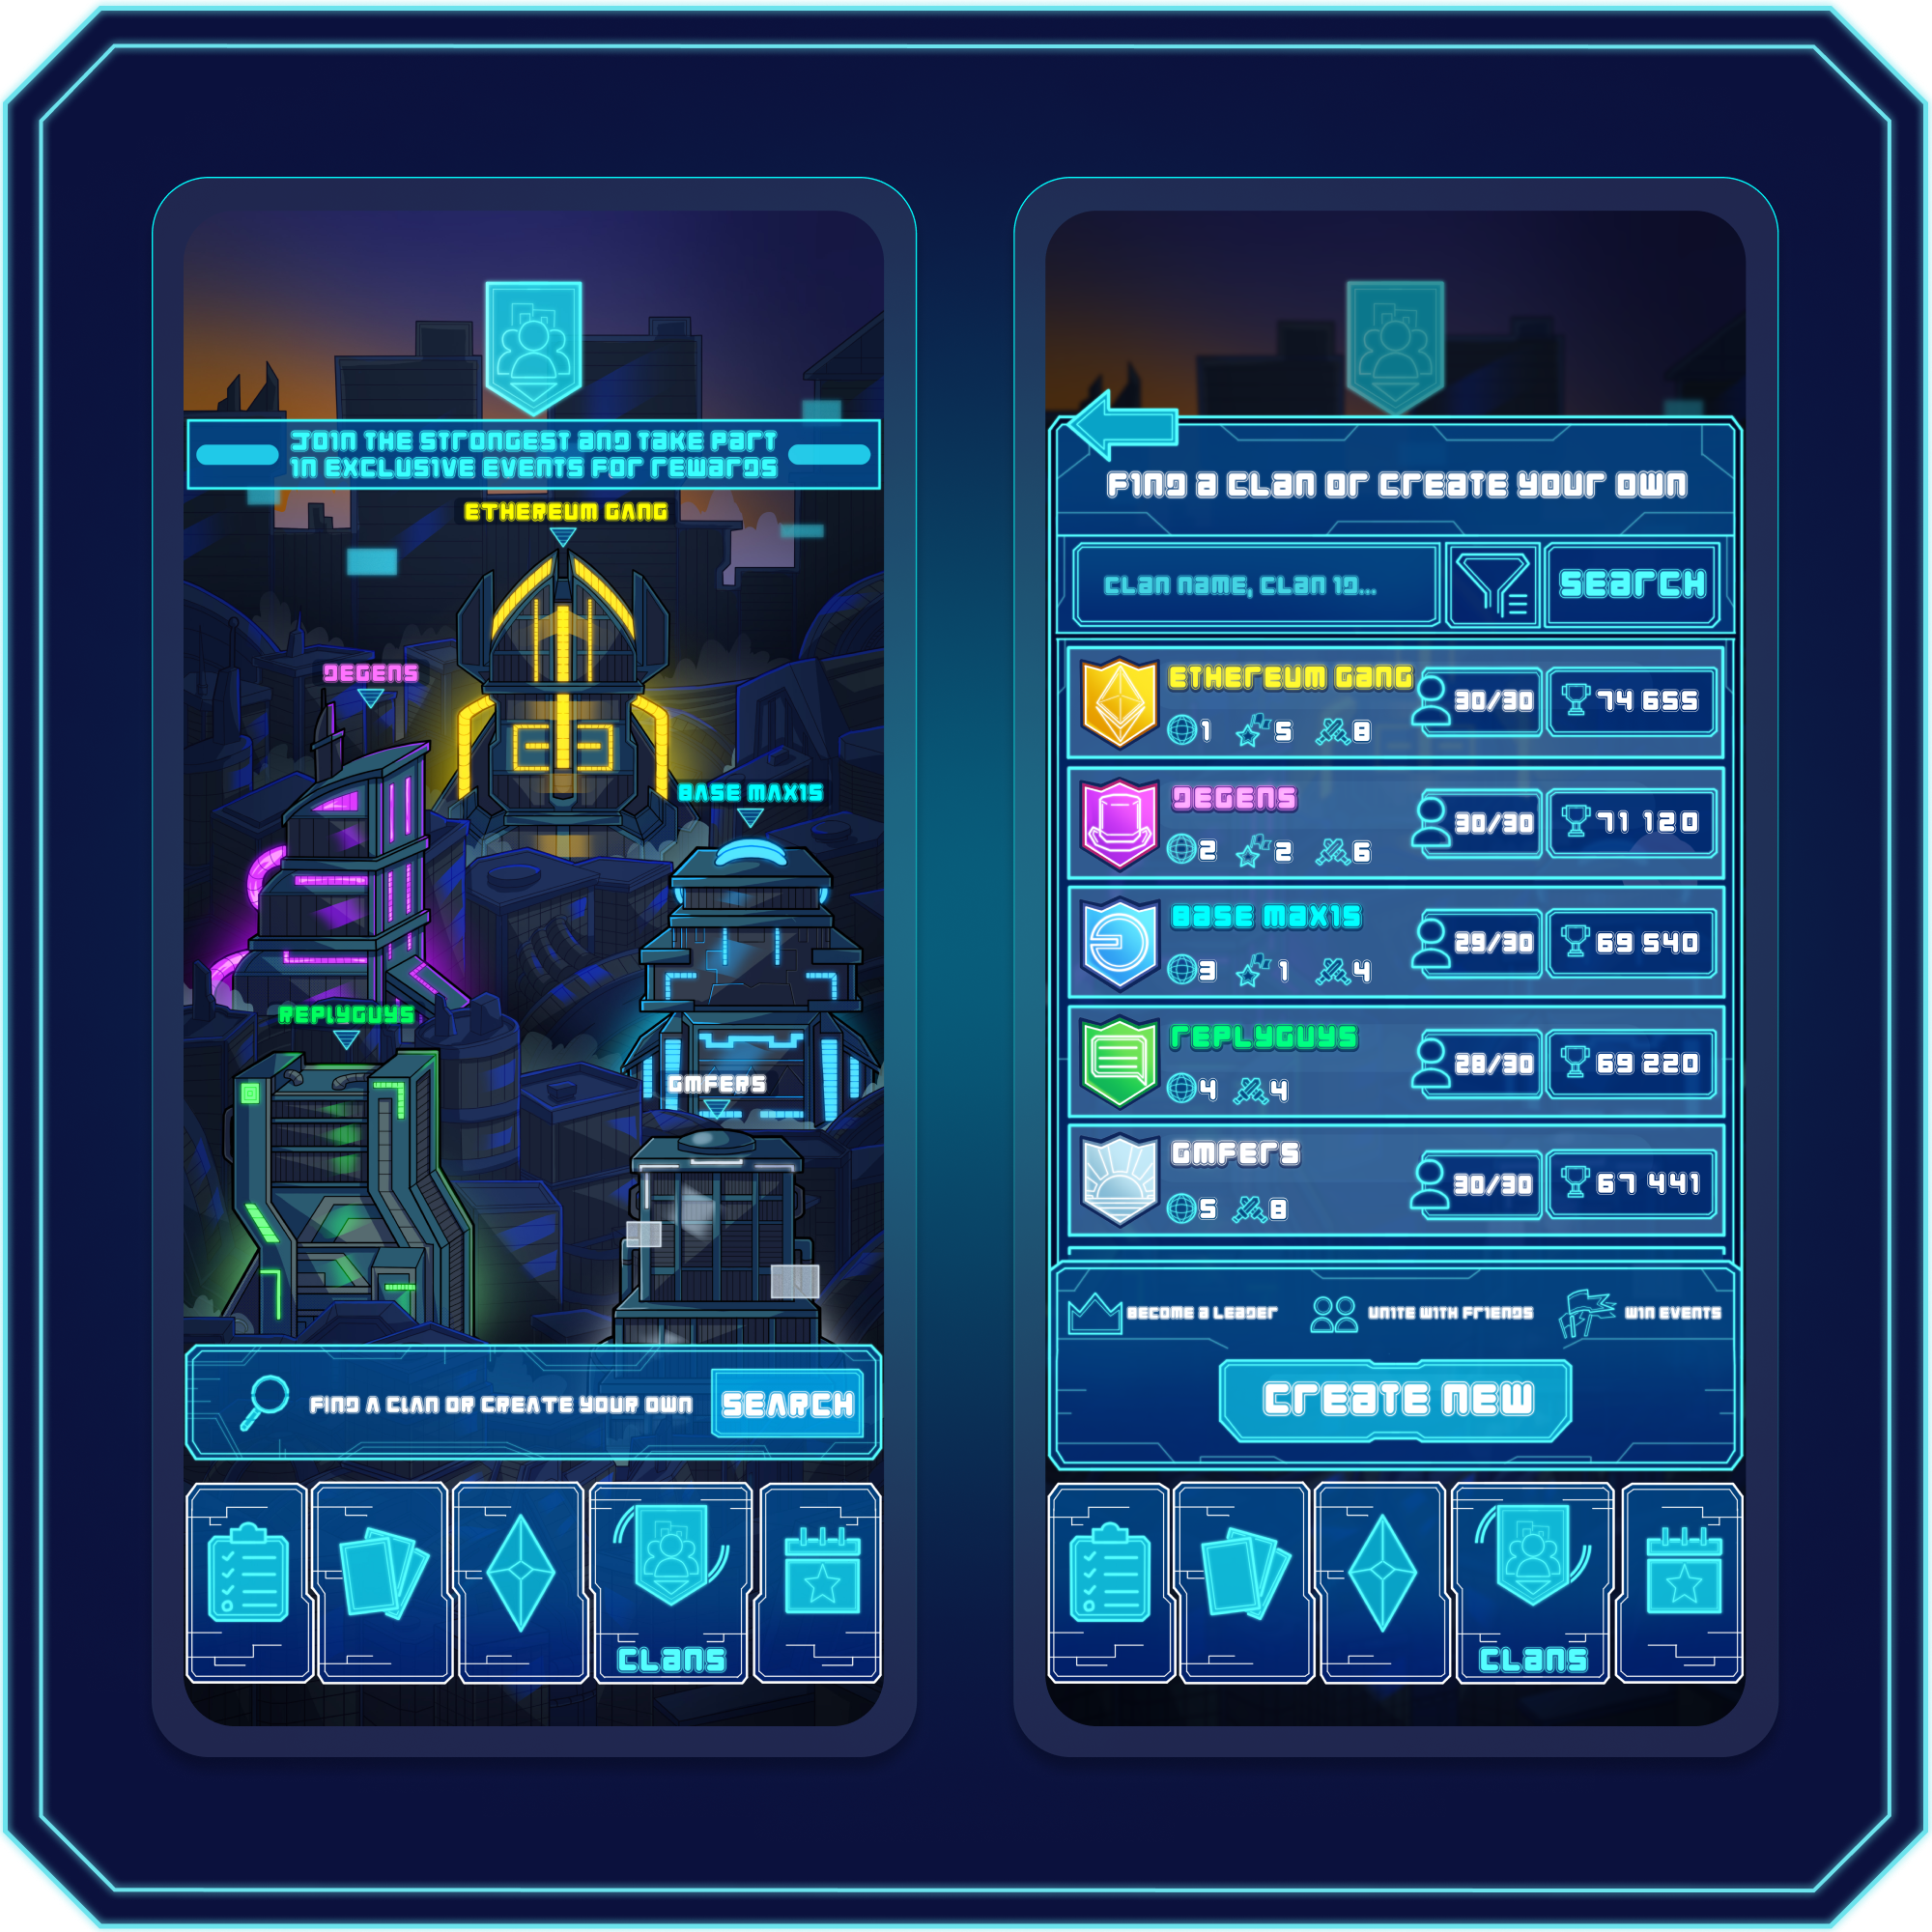 JOIN THE STRONGEST AND TAKE PART
IN EXCLUSIVE EVENTS FOR REWARDS
ETHEREUM GANG
DEGENS
BASE MAXIS
REPLYGUYS
GMFERS
FIND A CLAN OR CREATE YOUR OWN
SEARCH
CLANS
FIND A CLAN OR CREATE YOUR OWN
CLAN NAME, CLAN ID...
SEARCH
ETHEREUM GANG
1 5 8
30/30
74 655
DEGENS
2 2 6
30/30
71 120
BASE MAXIS
3 1 4
29/30
69 540
REPLYGUYS
4 4
28/30
69 220
GMFERS
5 8
30/30
67 441
BECOME A LEADER
UNITE WITH FRIENDS
WIN EVENTS
CREATE NEW
CLANS